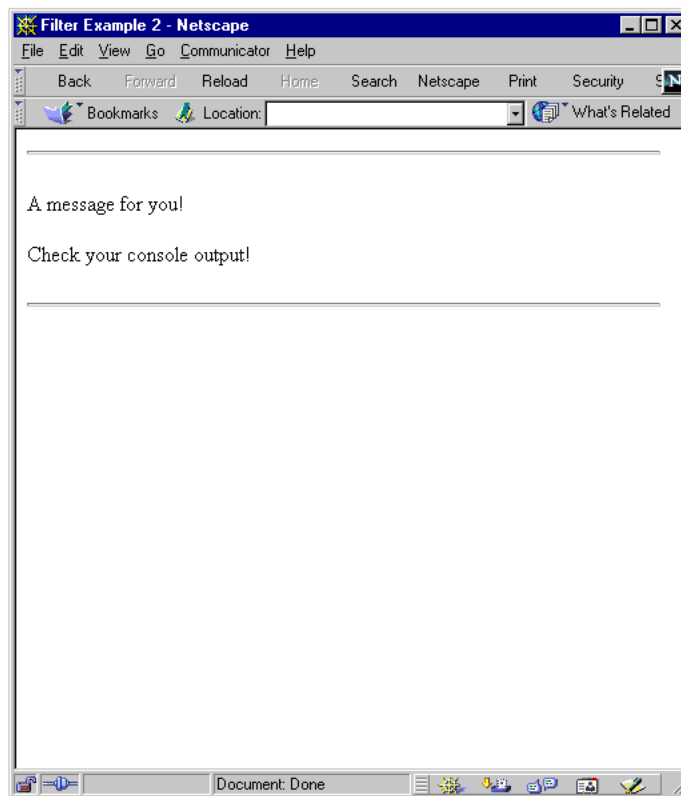 Filter Example 2 - Netscape
File Edit View Go Communicator Help
Back Forward Reload Home Search Netscape Print Security S N
Bookmarks Location: What's Related
A message for you!
Check your console output!
Document: Done